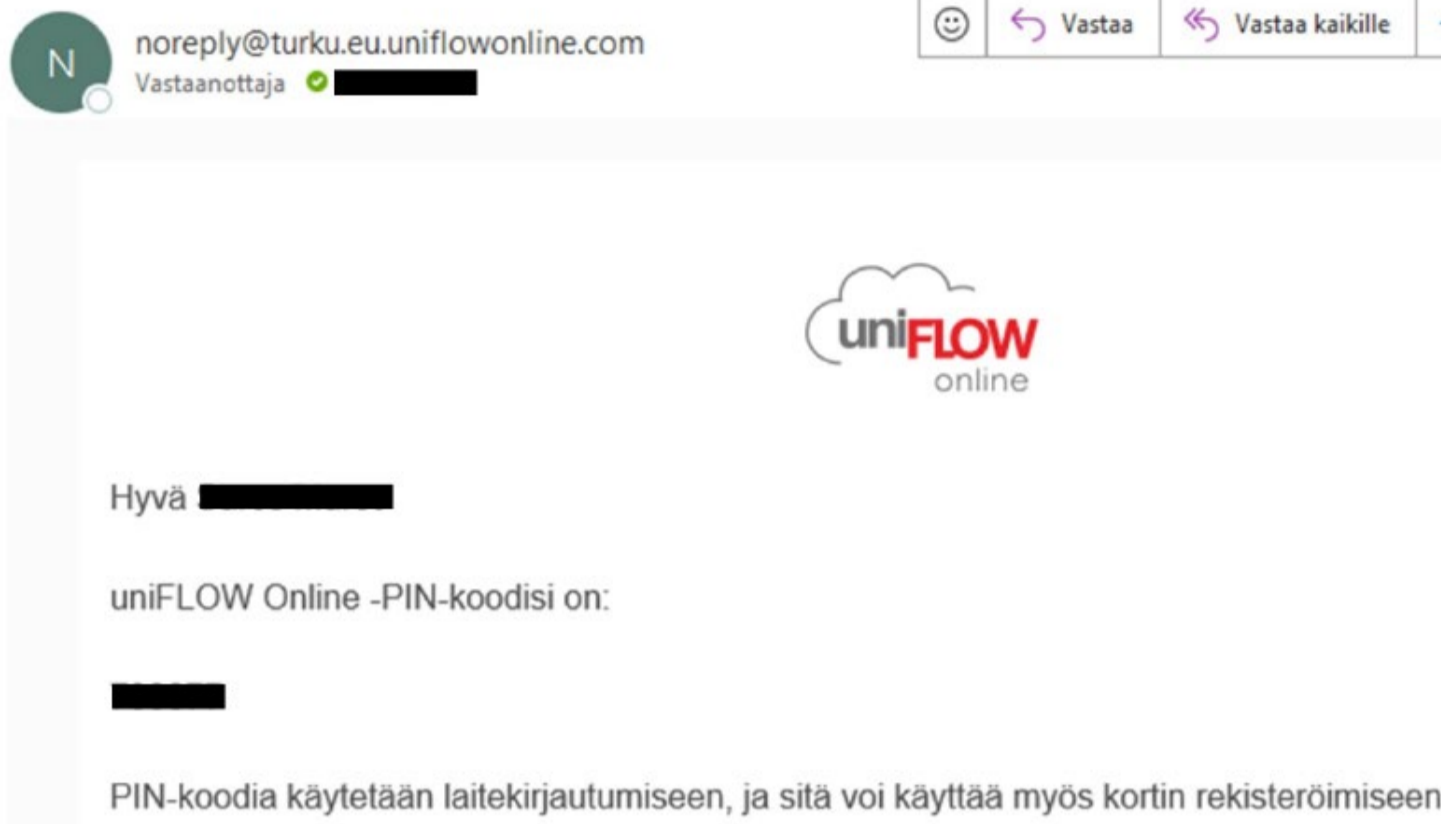 N
noreply@turku.eu.uniflowonline.com
Vastaanottaja
Vastaa
Vastaa kaikille
uniFLOW
online
Hyvä
uniFLOW Online -PIN-koodisi on:
PIN-koodia käytetään laitekirjautumiseen, ja sitä voi käyttää myös kortin rekisteröimiseen